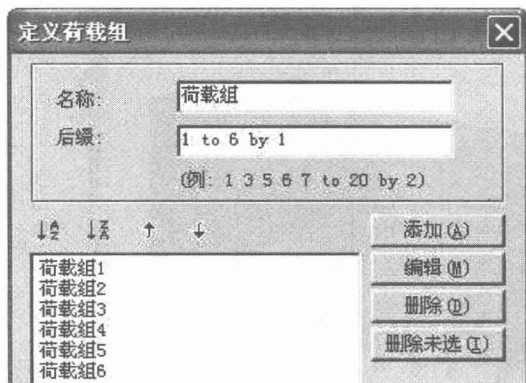 定义荷载组
名称:
荷载组
后缀:
1 to 6 by 1
(例: 1 3 5 6 7 to 20 by 2)
添加(A)
编辑(M)
删除(D)
删除未选(I)
荷载组1
荷载组2
荷载组3
荷载组4
荷载组5
荷载组6